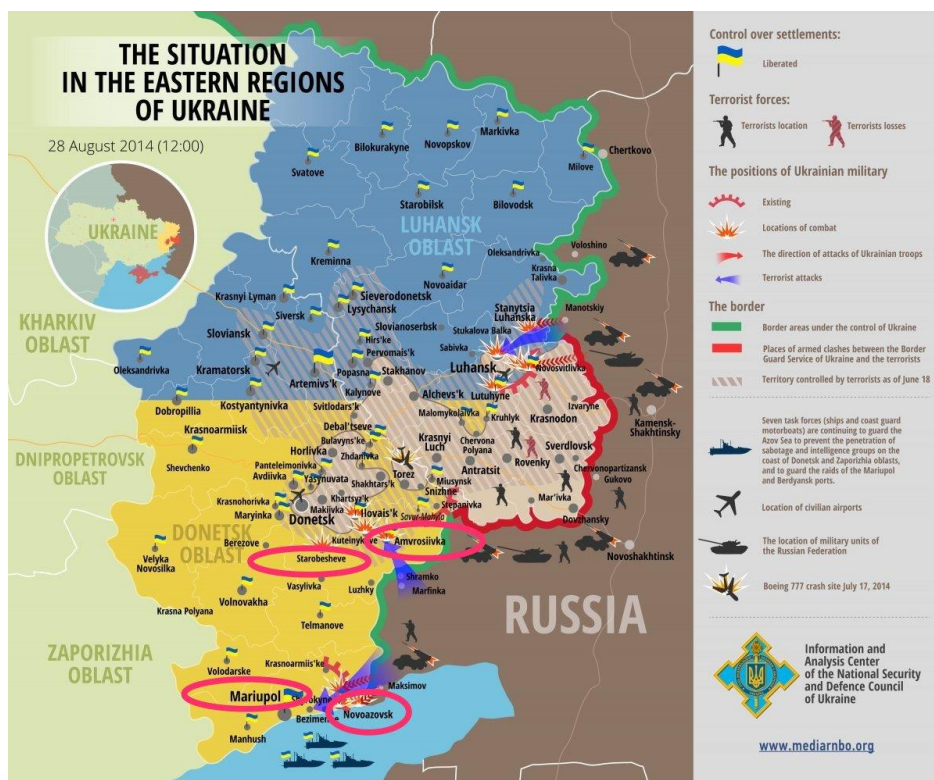 THE SITUATION
IN THE EASTERN REGIONS
OF UKRAINE
28 August 2014 (12:00)
UKRAINE
KHARKIV
OBLAST
DNIPROPETROVSK
OBLAST
ZAPORIZHIA
OBLAST
LUHANSK
OBLAST
DONETSK
OBLAST
RUSSIA
Svatove
Bilokurakyne
Novopskov
Markivka
Milove
Chertkovo
Starobilsk
Bilovodsk
Kreminna
Novoaidar
Oleksandrivka
Voloshino
Krasna
Talivka
Krasnyi Lyman
Sieverodonetsk
Lysychansk
Siversk
Sloviansk
Hirs'ke
Slovianoserbsk
Stukalova Balka
Stanytsia
Luhanska
Manotskiy
Pervomais'k
Sabivka
Oleksandrivka
Kramatorsk
Artemivs'k
Popasna
Stakhanov
Luhansk
Novosvitlivka
Kalynove
Alchevs'k
Lutuhyne
Dobropillia
Kostyantynivka
Svitlodars'k
Malomykolaivka
Kruhlyk
Izvaryne
Krasnodon
Kamensk-
Shakhtinsky
Krasnoarmiisk
Debal'tseve
Bulavyns'ke
Horlivka
Zhdanivka
Krasnyi
Luch
Chervona
Polyana
Sverdlovsk
Shevchenko
Panteleimonivka
Avdiivka
Yasynuvata
Shakhtars'k
Torez
Antratsit
Rovenky
Chervonopartizansk
Gukovo
Miusynsk
Snizhne
Krasnohorivka
Khartsyz'k
Stepanivka
Mar'ivka
Maryinka
Makiivka
Donetsk
Ilovais'k
Savur-Mohyla
Dovzhansky
Berezove
Kuteinykove
Amvrosiivka
Novoshakhtinsk
Velyka
Novosilka
Starobesheve
Vasylivka
Luzhky
Shramko
Marfinka
Volnovakha
Krasna Polyana
Telmanove
Volodarske
Krasnoarmiis'ke
Maksimov
Mariupol
Novoazovsk
Manhush
Control over settlements:
Liberated
Terrorist forces:
Terrorists location
Terrorists losses
The positions of Ukrainian military
Existing
Locations of combat
The direction of attacks of Ukrainian troops
Terrorist attacks
The border
Border areas under the control of Ukraine
Places of armed clashes between the Border
Guard Service of Ukraine and the terrorists
Territory controlled by terrorists as of June 18
Seven task forces (ships and coast guard
motorboats) are continuing to guard the
Azov Sea to prevent the penetration of
sabotage and intelligence groups on the
coast of Donetsk and Zaporizhia oblasts,
and to guard the raids of the Mariupol
and Berdyansk ports.
Location of civilian airports
The location of military units of
the Russian Federation
Boeing 777 crash site July 17, 2014
Information and
Analysis Center
of the National Security
and Defence Council
of Ukraine
www.mediarnbo.org